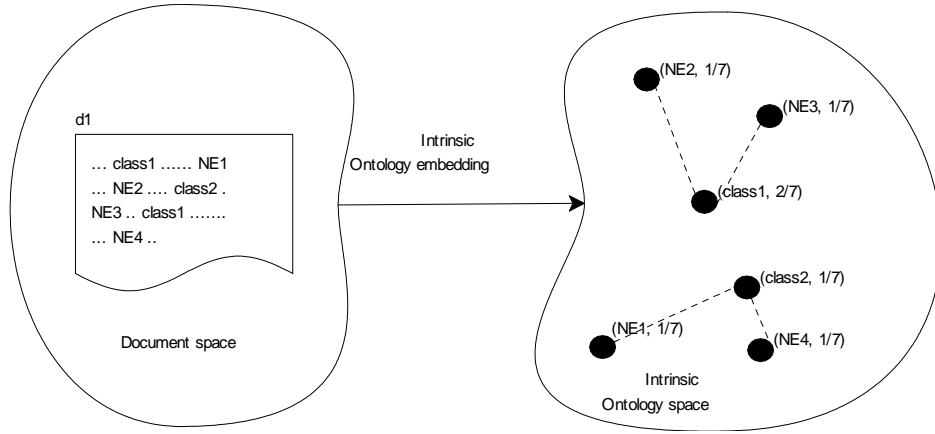 d1
... class1 ...... NE1
... NE2 .... class2 .
NE3 .. class1 .......
... NE4 ..
Document space
Intrinsic
Ontology embedding
(NE2, 1/7)
(NE3, 1/7)
(class1, 2/7)
(class2, 1/7)
(NE1, 1/7)
(NE4, 1/7)
Intrinsic
Ontology space